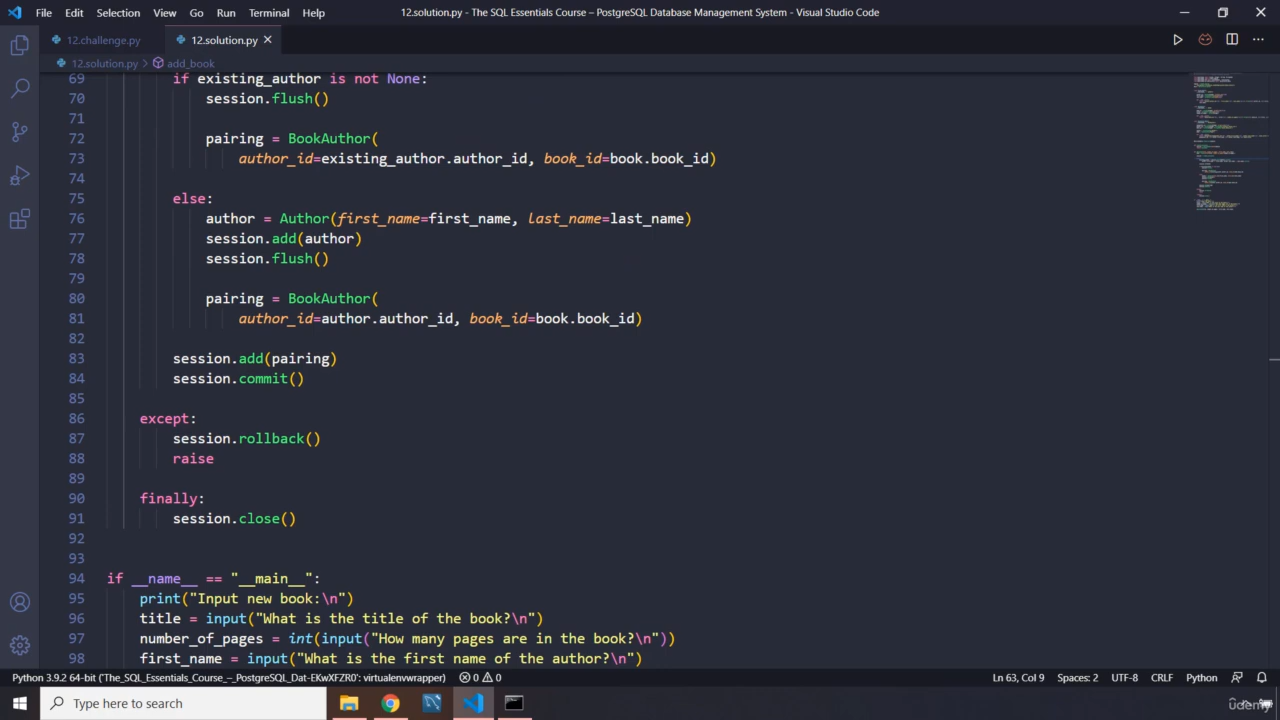 File Edit Selection View Go Run Terminal Help 12.solution.py - The SQL Essentials Course – PostgreSQL Database Management System - Visual Studio Code
12.challenge.py 12.solution.py
12.solution.py > add_book
69 if existing_author is not None:
70 session.flush()
71
72 pairing = BookAuthor(
73 author_id=existing_author.author_id, book_id=book.book_id)
74
75 else:
76 author = Author(first_name=first_name, last_name=last_name)
77 session.add(author)
78 session.flush()
79
80 pairing = BookAuthor(
81 author_id=author.author_id, book_id=book.book_id)
82
83 session.add(pairing)
84 session.commit()
85
86 except:
87 session.rollback()
88 raise
89
90 finally:
91 session.close()
92
93
94 if __name__ == "__main__":
95 print("Input new book:\n")
96 title = input("What is the title of the book?\n")
97 number_of_pages = int(input("How many pages are in the book?\n"))
98 first_name = input("What is the first name of the author?\n")
Python 3.9.2 64-bit ('The_SQL_Essentials_Course_–_PostgreSQL_Dat-EKwXFZR0': virtualenvwrapper) 0 0 Ln 63, Col 9 Spaces: 2 UTF-8 CRLF Python
Type here to search
udemy